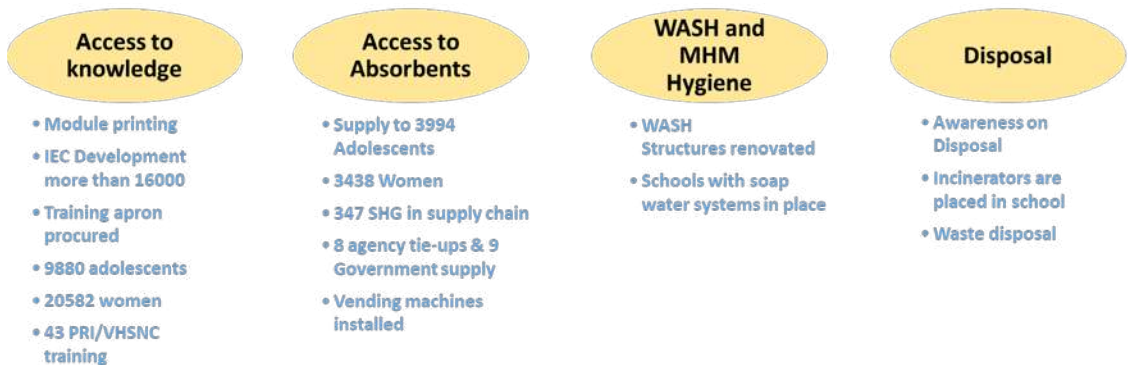 Access to
knowledge
• Module printing
• IEC Development
more than 16000
• Training apron
procured
• 9880 adolescents
• 20582 women
• 43 PRI/VHSNC
training
Access to
Absorbents
• Supply to 3994
Adolescents
• 3438 Women
• 347 SHG in supply chain
• 8 agency tie-ups & 9
Government supply
• Vending machines
installed
WASH and
MHM
Hygiene
• WASH
Structures renovated
• Schools with soap
water systems in place
Disposal
• Awareness on
Disposal
• Incinerators are
placed in school
• Waste disposal